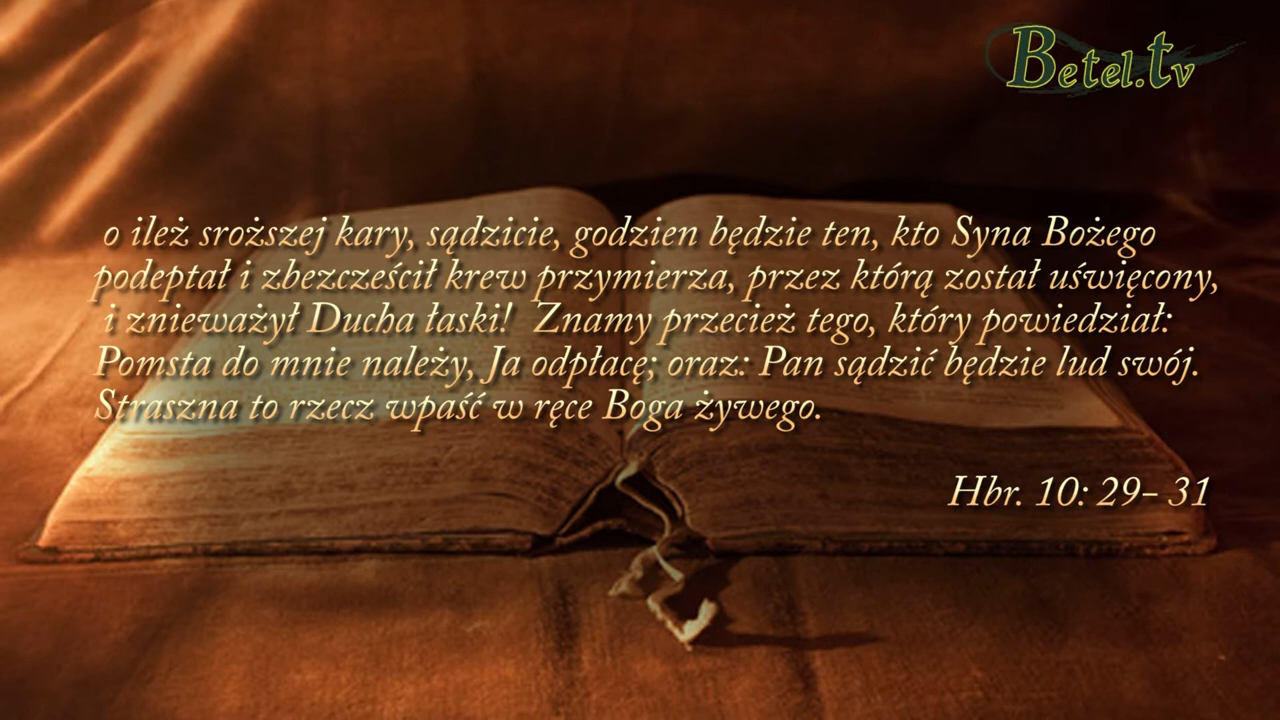 Betel.tv
o ileż sroższej kary, sądzicie, godzien będzie ten, kto Syna Bożego
podeptał i zbezcześcił krew przymierza, przez którą został uświęcony,
i znieważył Ducha łaski! Znamy przecież tego, który powiedział:
Pomsta do mnie należy, Ja odpłacę; oraz: Pan sądzić będzie lud swój.
Straszna to rzecz wpaść w ręce Boga żywego.
Hbr. 10: 29- 31